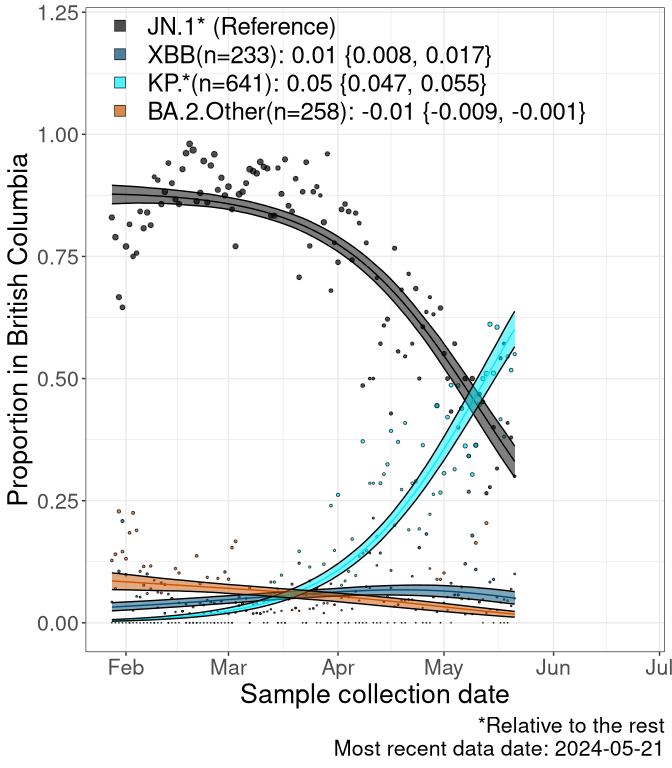 JN.1* (Reference)
XBB(n=233): 0.01 {0.008, 0.017}
KP.*(n=641): 0.05 {0.047, 0.055}
BA.2.Other(n=258): -0.01 {-0.009, -0.001}
Proportion in British Columbia
1.25
1.00
0.75
0.50
0.25
0.00
Feb Mar Apr May Jun Jul
Sample collection date
*Relative to the rest
Most recent data date: 2024-05-21